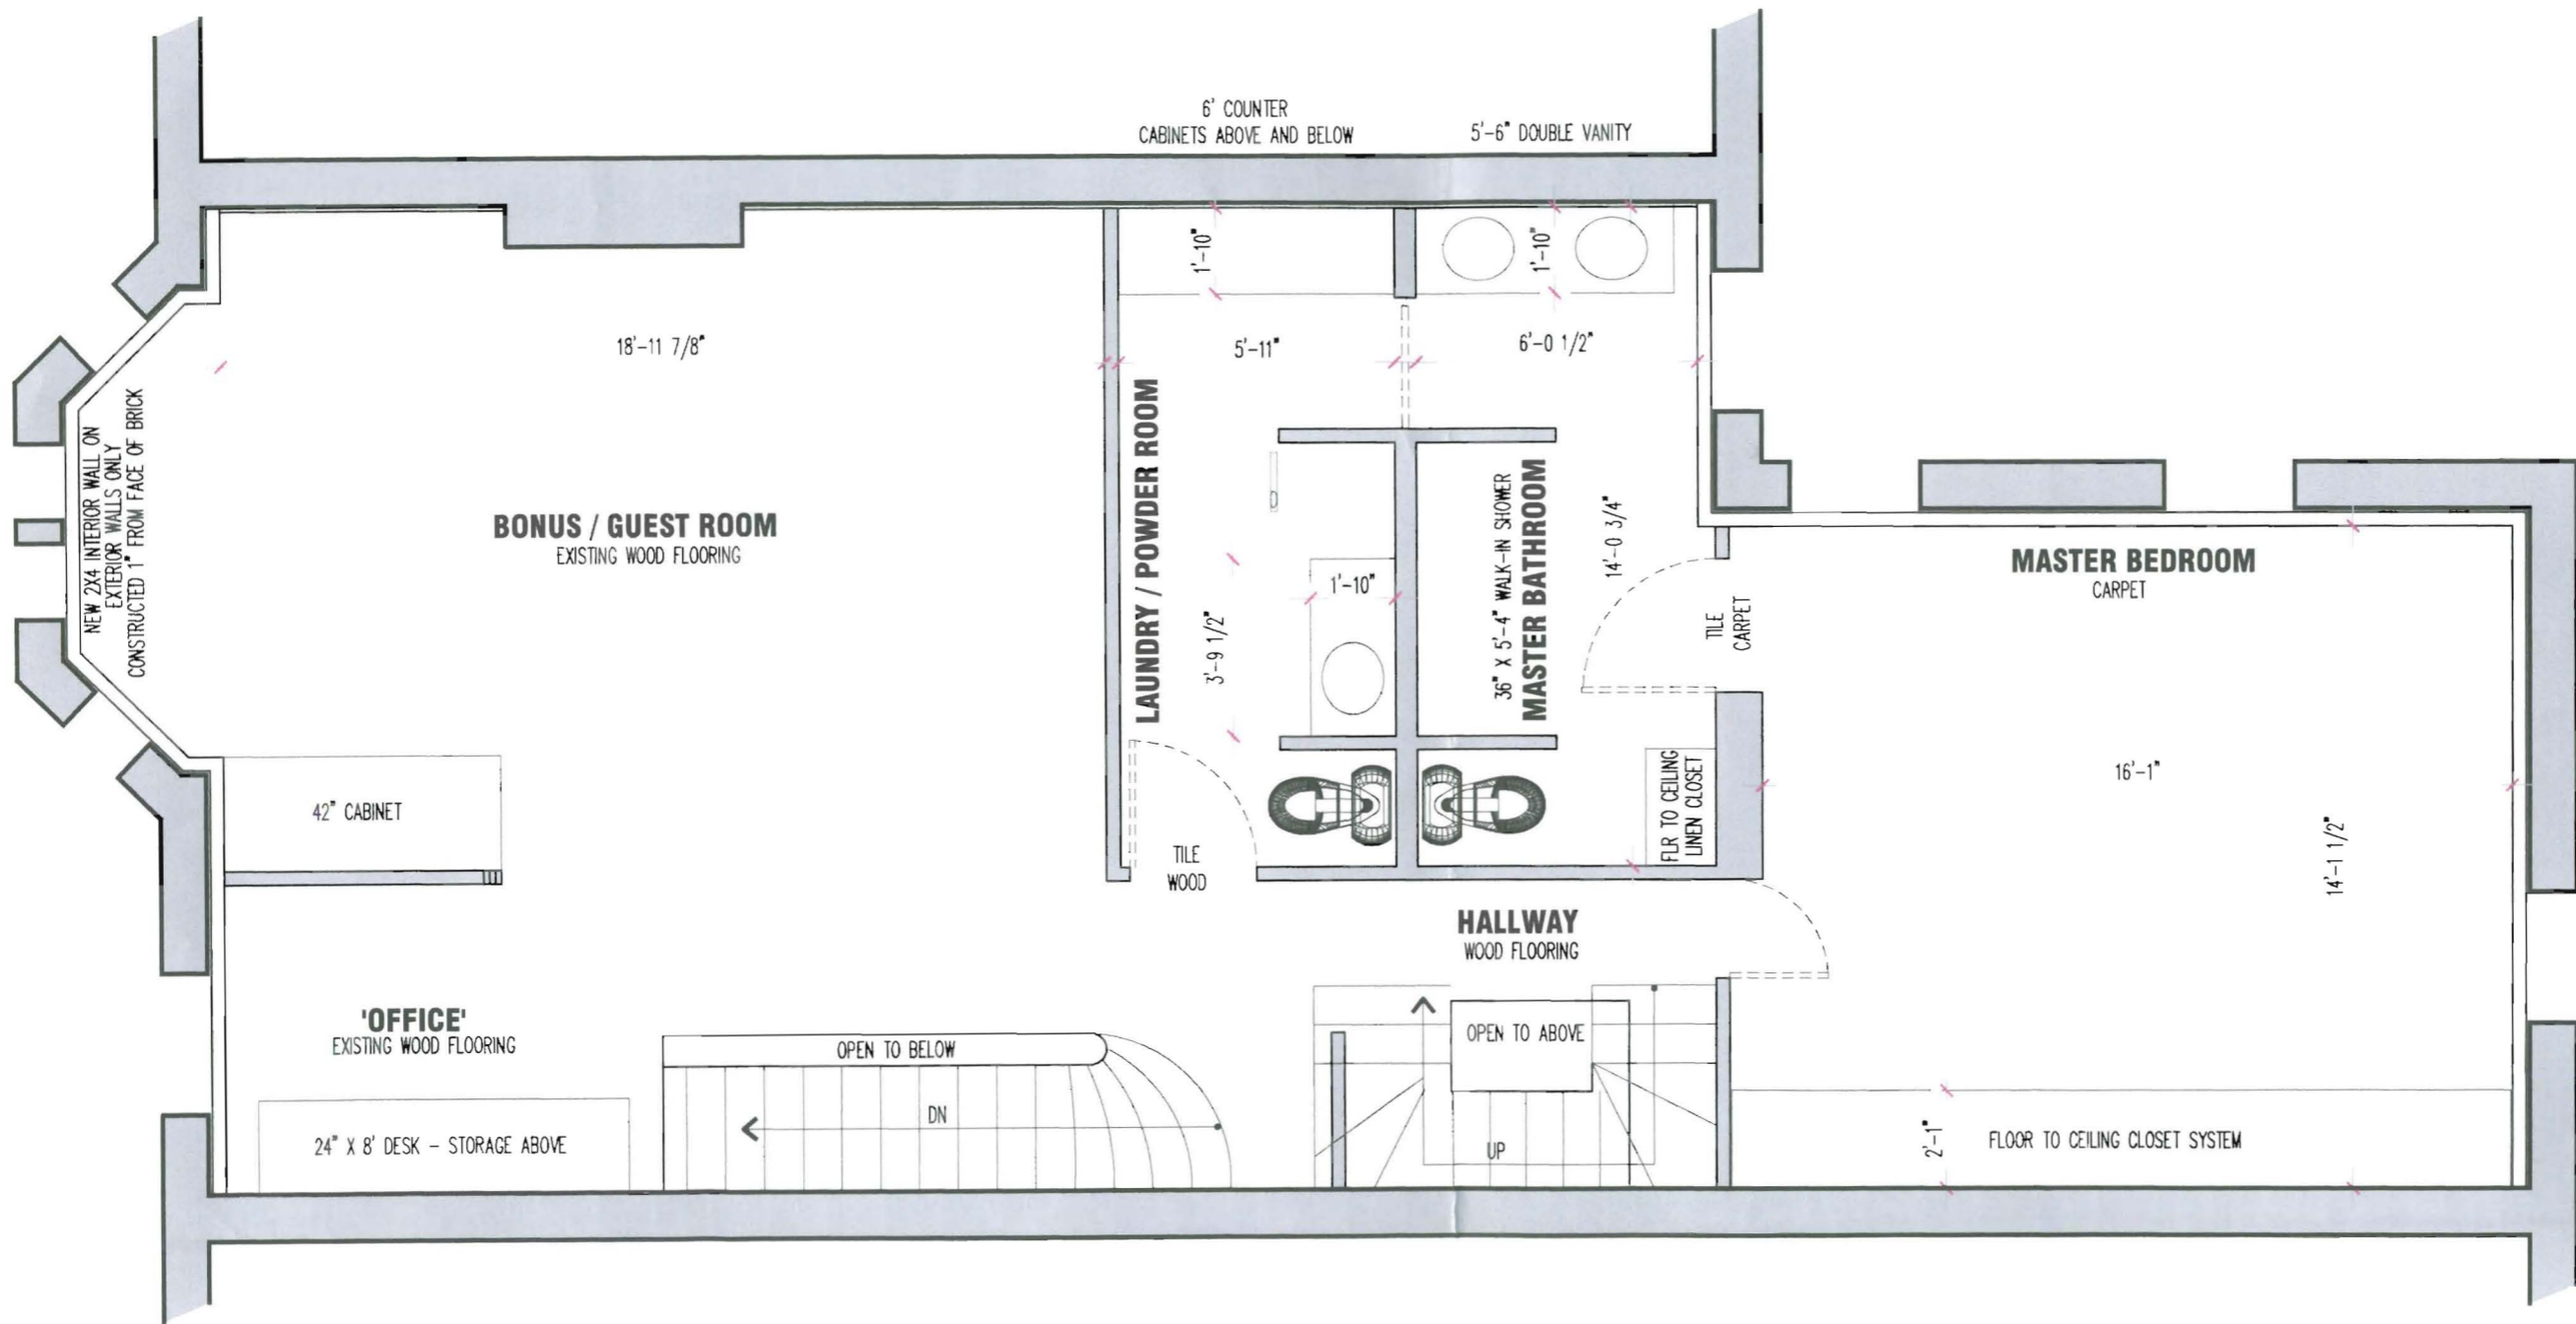 6' COUNTER
CABINETS ABOVE AND BELOW
5'-6" DOUBLE VANITY
1'-10"
1'-10"
18'-11 7/8"
5'-11"
6'-0 1/2"
NEW 2X4 INTERIOR WALL ON
EXTERIOR WALLS ONLY
CONSTRUCTED 1" FROM FACE OF BRICK
BONUS / GUEST ROOM
EXISTING WOOD FLOORING
LAUNDRY / POWDER ROOM
3'-9 1/2"
1'-10"
36" X 5'-4" WALK-IN SHOWER
MASTER BATHROOM
14'-0 3/4"
TILE
CARPET
MASTER BEDROOM
CARPET
16'-1"
14'-1 1/2"
42" CABINET
TILE
WOOD
FLR TO CEILING
LINEN CLOSET
HALLWAY
WOOD FLOORING
'OFFICE'
EXISTING WOOD FLOORING
OPEN TO BELOW
OPEN TO ABOVE
DN
UP
24" X 8' DESK - STORAGE ABOVE
2'-1"
FLOOR TO CEILING CLOSET SYSTEM